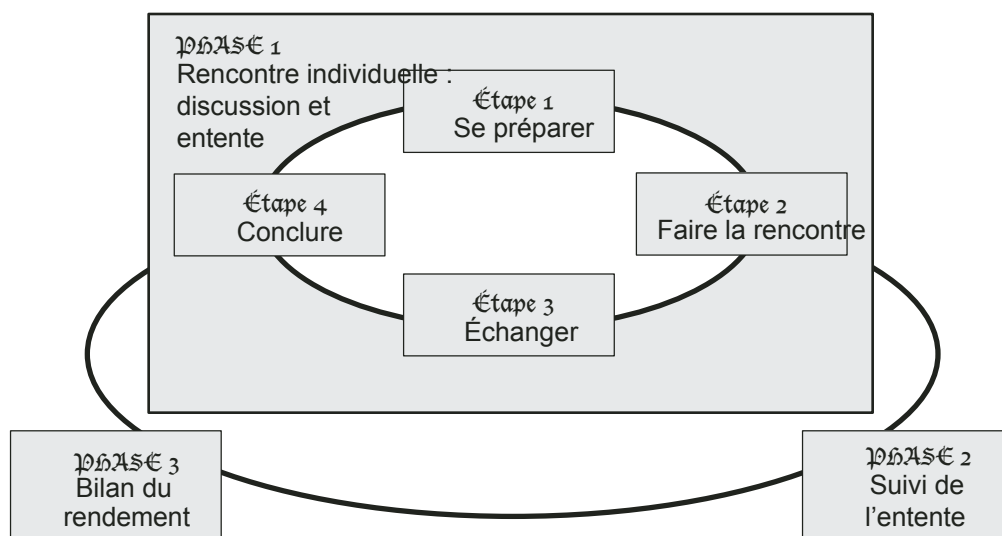 PHASE 1
Rencontre individuelle :
discussion et
entente
Étape 1
Se préparer
Étape 4
Conclure
Étape 2
Faire la rencontre
Étape 3
Échanger
PHASE 3
Bilan du
rendement
PHASE 2
Suivi de
l'entente